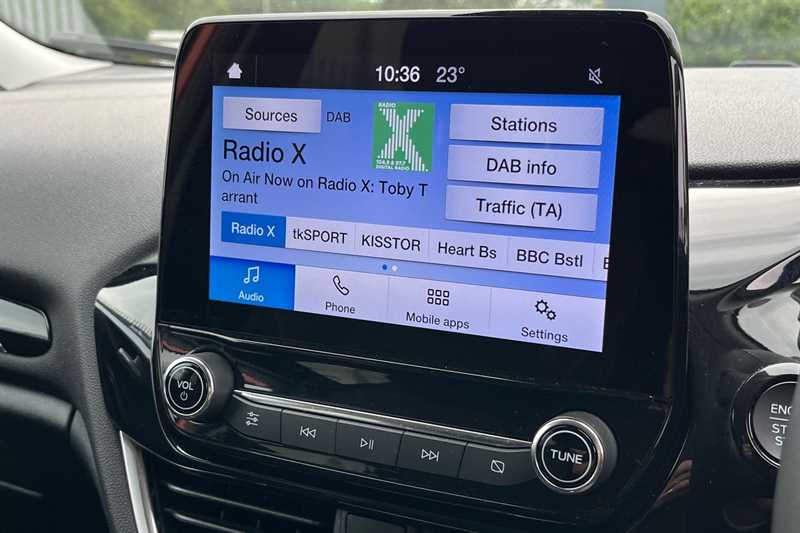 10:36 23°
Sources DAB
RADIO
X
104.9 & 97.7
DIGITAL RADIO
Stations
Radio X
DAB info
On Air Now on Radio X: Toby T
arrant
Traffic (TA)
Radio X tkSPORT KISSTOR Heart Bs BBC Bstl
Audio Phone Mobile apps Settings
VOL
TUNE
ENG